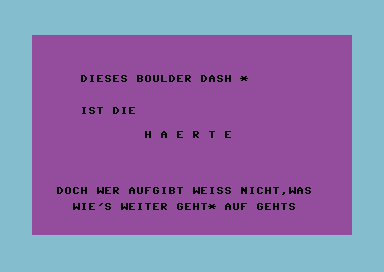 DIESES BOULDER DASH *
IST DIE
H A E R T E
DOCH WER AUFGIBT WEISS NICHT,WAS
WIE'S WEITER GEHT* AUF GEHTS